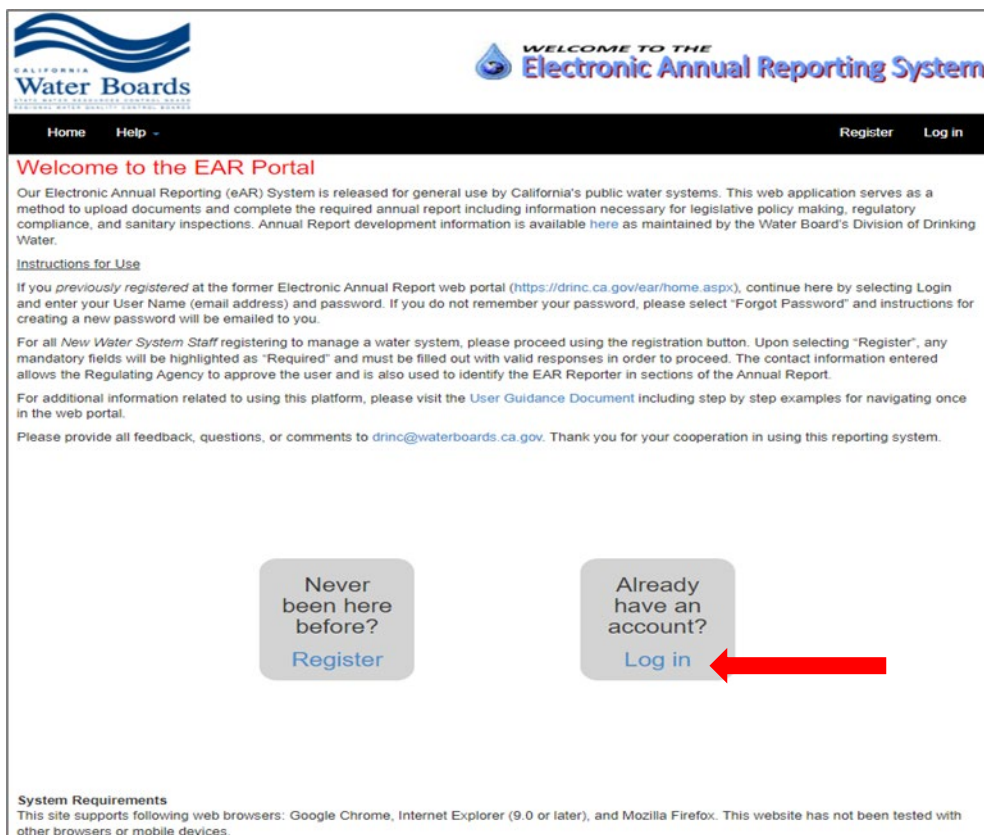 CALIFORNIA
Water Boards
STATE WATER RESOURCES CONTROL BOARD
REGIONAL WATER QUALITY CONTROL BOARDS
WELCOME TO THE
Electronic Annual Reporting System
Home Help Register Log in
Welcome to the EAR Portal
Our Electronic Annual Reporting (eAR) System is released for general use by California's public water systems. This web application serves as a
method to upload documents and complete the required annual report including information necessary for legislative policy making, regulatory
compliance, and sanitary inspections. Annual Report development information is available here as maintained by the Water Board's Division of Drinking
Water.
Instructions for Use
If you previously registered at the former Electronic Annual Report web portal (https://drinc.ca.gov/ear/home.aspx), continue here by selecting Login
and enter your User Name (email address) and password. If you do not remember your password, please select “Forgot Password” and instructions for
creating a new password will be emailed to you.
For all New Water System Staff registering to manage a water system, please proceed using the registration button. Upon selecting “Register”, any
mandatory fields will be highlighted as “Required” and must be filled out with valid responses in order to proceed. The contact information entered
allows the Regulating Agency to approve the user and is also used to identify the EAR Reporter in sections of the Annual Report.
For additional information related to using this platform, please visit the User Guidance Document including step by step examples for navigating once
in the web portal.
Please provide all feedback, questions, or comments to drinc@waterboards.ca.gov. Thank you for your cooperation in using this reporting system.
Never
been here
before?
Register
Already
have an
account?
Log in
System Requirements
This site supports following web browsers: Google Chrome, Internet Explorer (9.0 or later), and Mozilla Firefox. This website has not been tested with
other browsers or mobile devices.